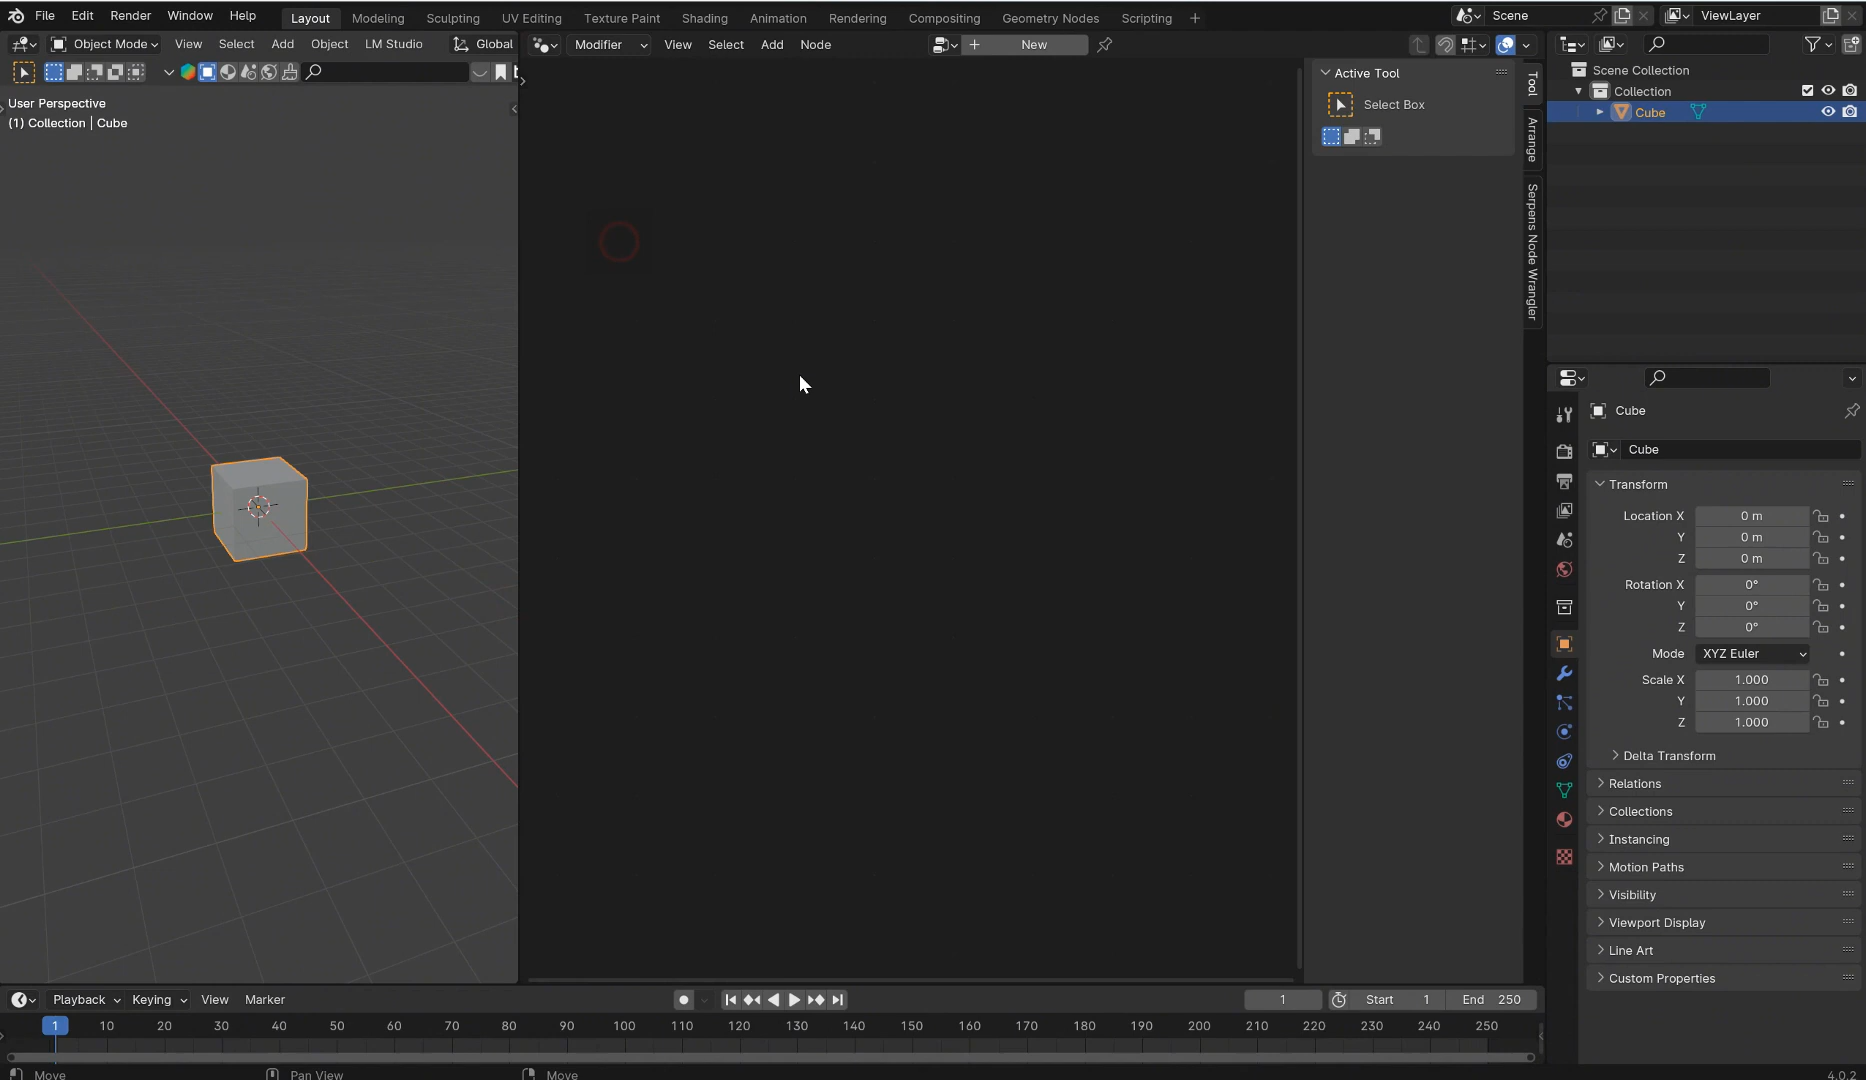 File Edit Render Window Help Layout Modeling Sculpting UV Editing Texture Paint Shading Animation Rendering Compositing Geometry Nodes Scripting + Scene ViewLayer
Object Mode View Select Add Object LM Studio Global
Modifier View Select Add Node + New
User Perspective
(1) Collection | Cube
Active Tool
Select Box
Tool
Arrange
Serpens Node Wrangler
Scene Collection
Collection
Cube
Cube
Cube
Transform
Location X 0 m
Y 0 m
Z 0 m
Rotation X 0°
Y 0°
Z 0°
Mode XYZ Euler
Scale X 1.000
Y 1.000
Z 1.000
Delta Transform
Relations
Collections
Instancing
Motion Paths
Visibility
Viewport Display
Line Art
Custom Properties
Playback Keying View Marker 1 Start 1 End 250
1 10 20 30 40 50 60 70 80 90 100 110 120 130 140 150 160 170 180 190 200 210 220 230 240 250
Move Pan View Move 4.0.2